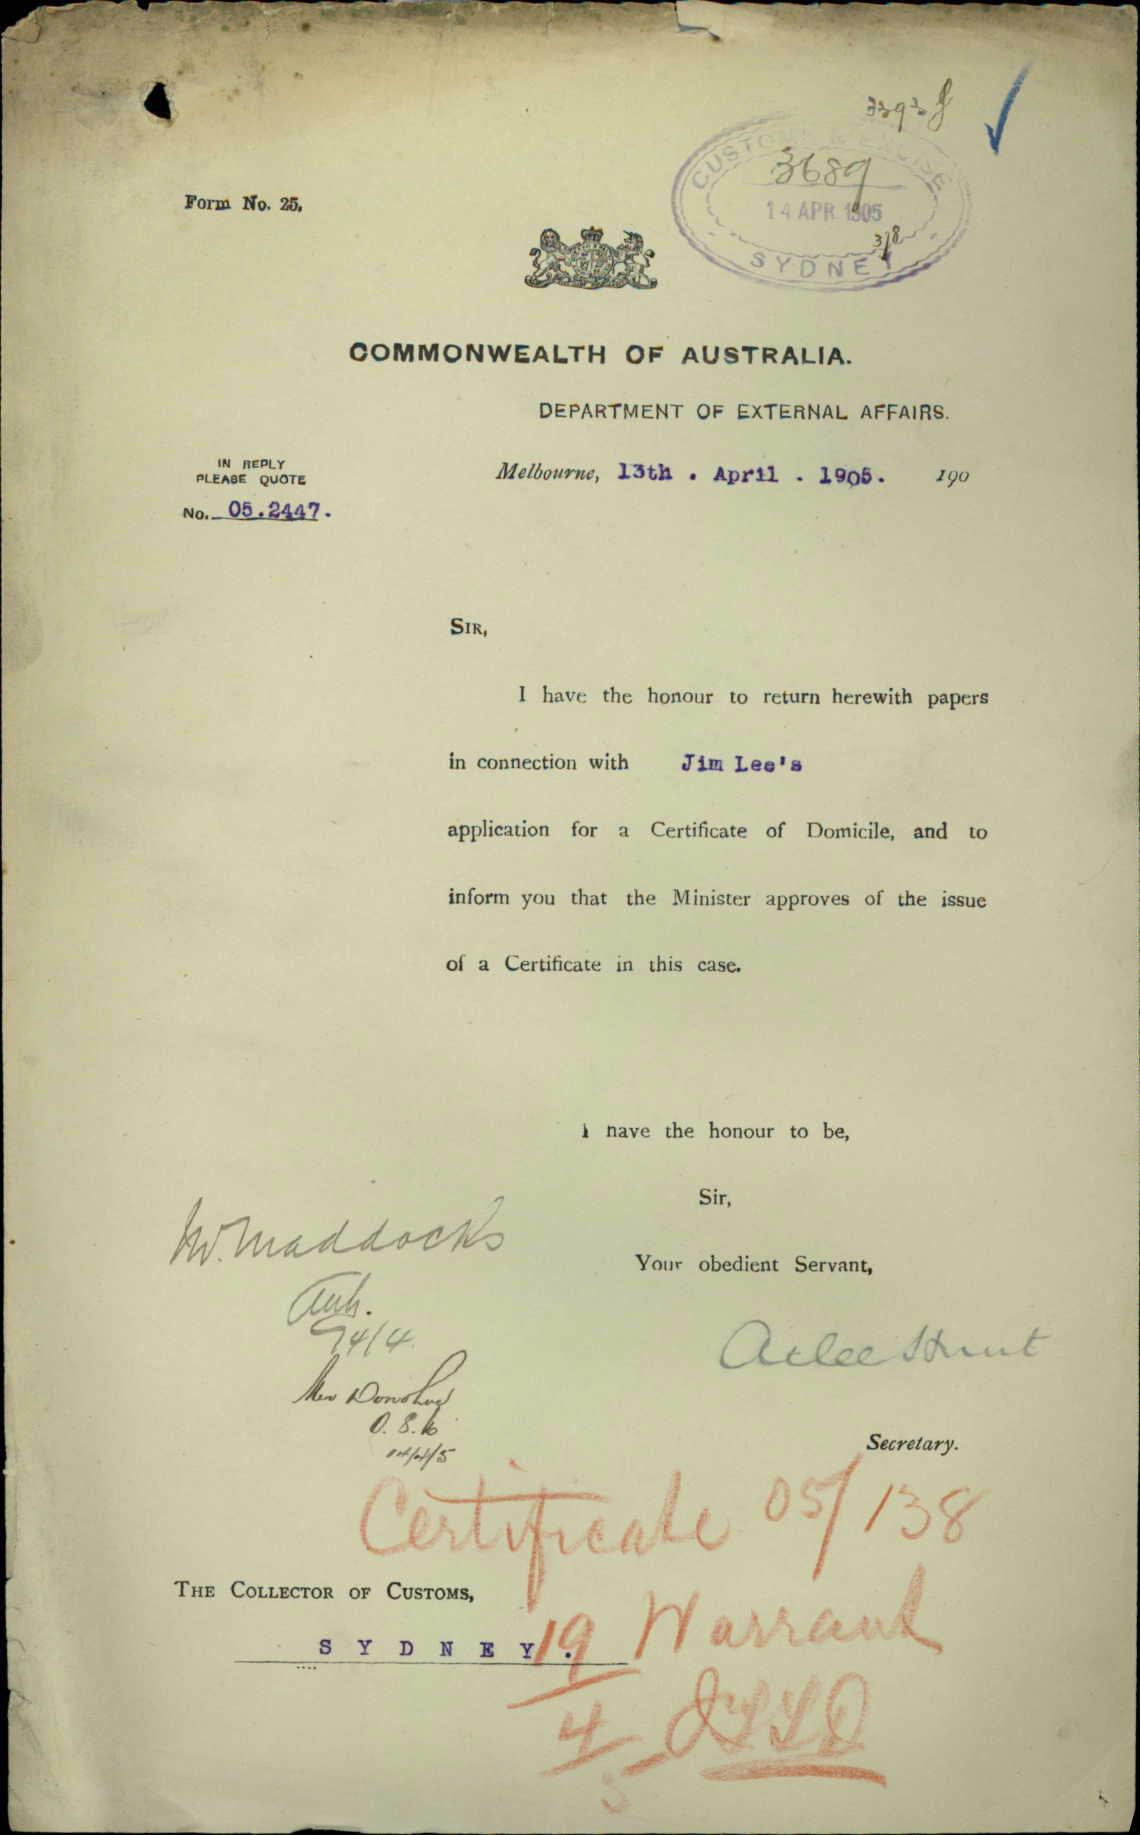 3393
CUSTOMS & EXCISE
3689
14 APR. 1905
3/8
SYDNEY
Form No. 25.
COMMONWEALTH OF AUSTRALIA.
DEPARTMENT OF EXTERNAL AFFAIRS.
IN REPLY
PLEASE QUOTE
No. 05.2447.
Melbourne, 13th . April . 1905. 190
SIR,
I have the honour to return herewith papers
in connection with Jim Lee's
application for a Certificate of Domicile, and to
inform you that the Minister approves of the issue
of a Certificate in this case.
I have the honour to be,
Sir,
Your obedient Servant,
Atlee Hunt
Secretary.
W. Maddocks
Donohue
Certificate 05/138
THE COLLECTOR OF CUSTOMS,
SYDNEY.
19 Warrant
4
5